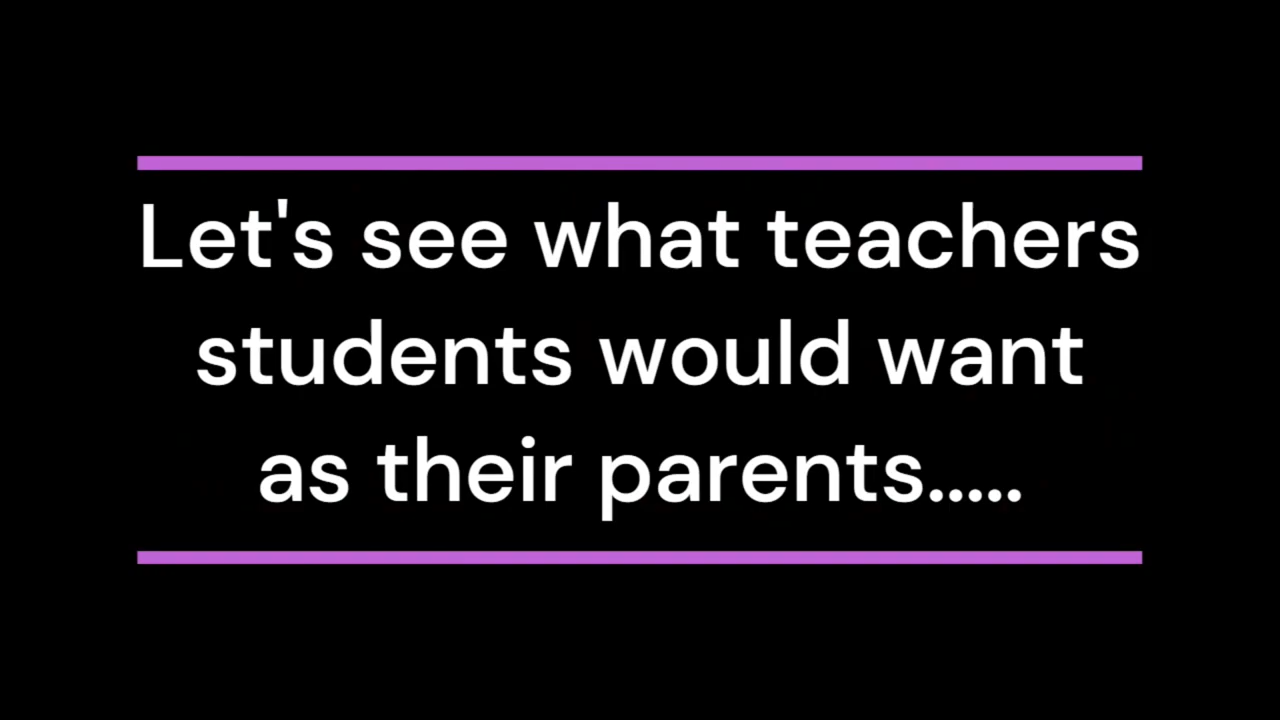 Let's see what teachers
students would want
as their parents.....